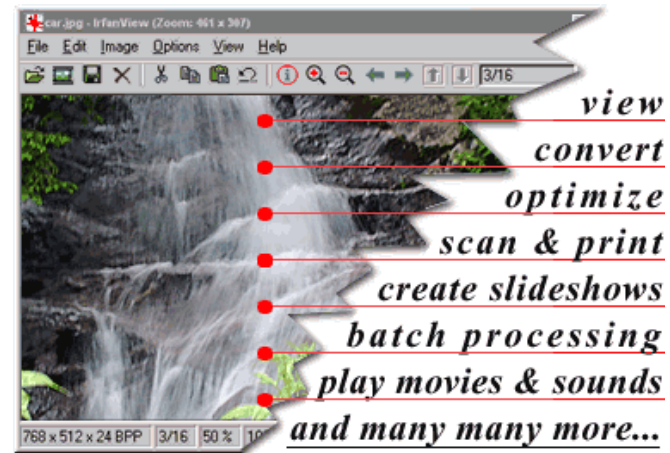 car.jpg - IrfanView (Zoom: 461 x 307)
File Edit Image Options View Help
3/16
view
convert
optimize
scan & print
create slideshows
batch processing
play movies & sounds
and many many more...
768 x 512 x 24 BPP 3/16 50 %